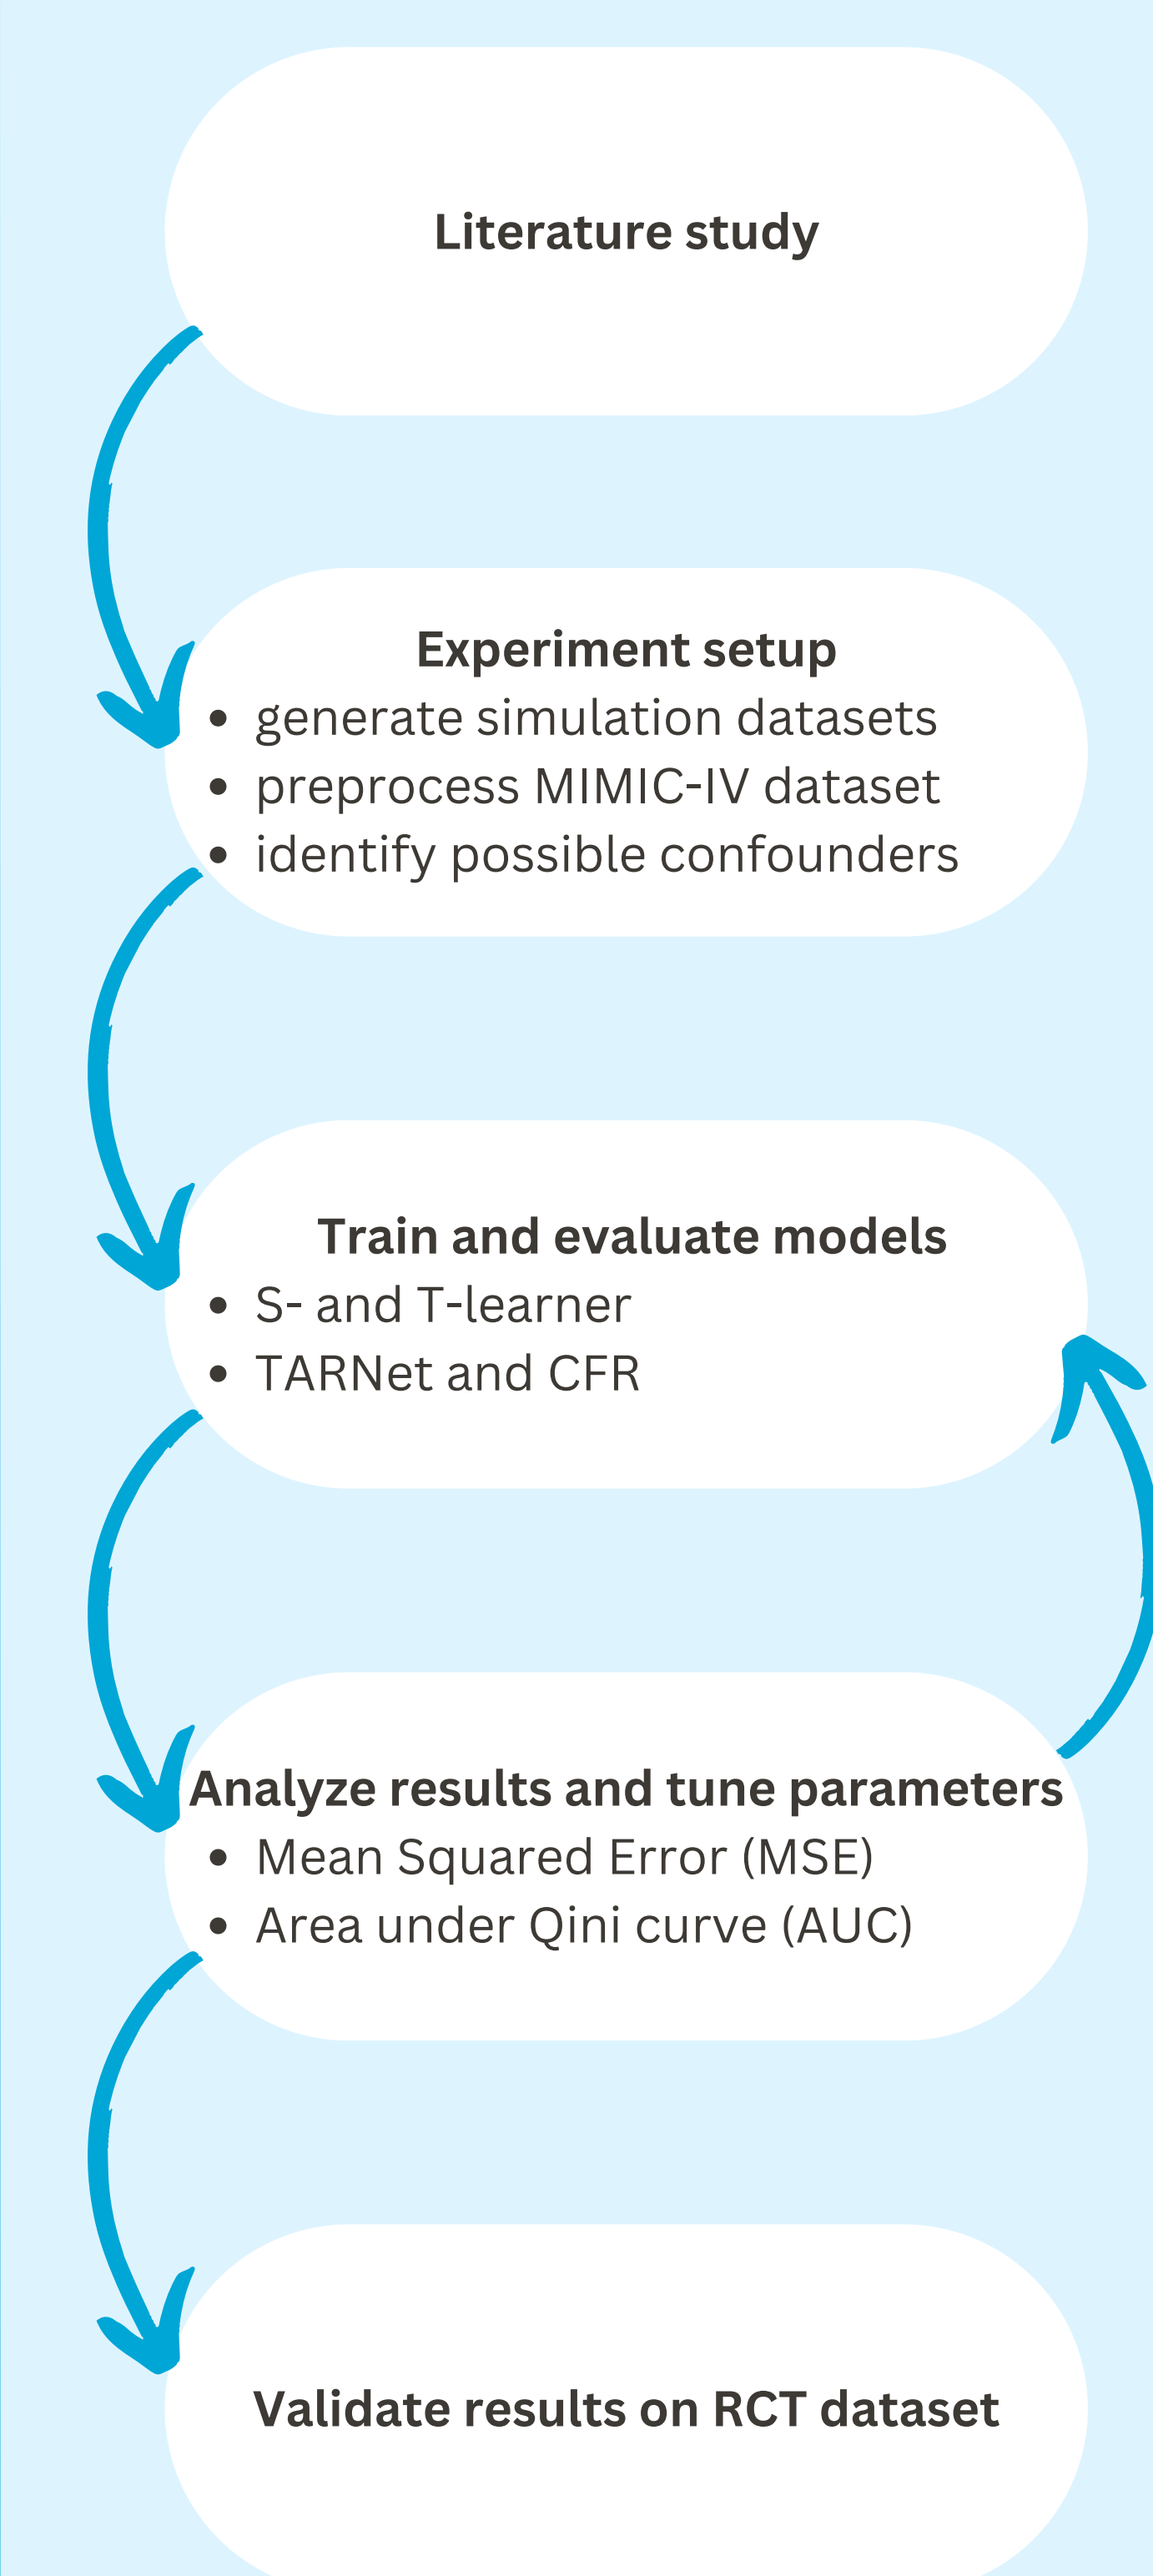 Literature study
Experiment setup
• generate simulation datasets
• preprocess MIMIC-IV dataset
• identify possible confounders
Train and evaluate models
• S- and T-learner
• TARNet and CFR
Analyze results and tune parameters
• Mean Squared Error (MSE)
• Area under Qini curve (AUC)
Validate results on RCT dataset